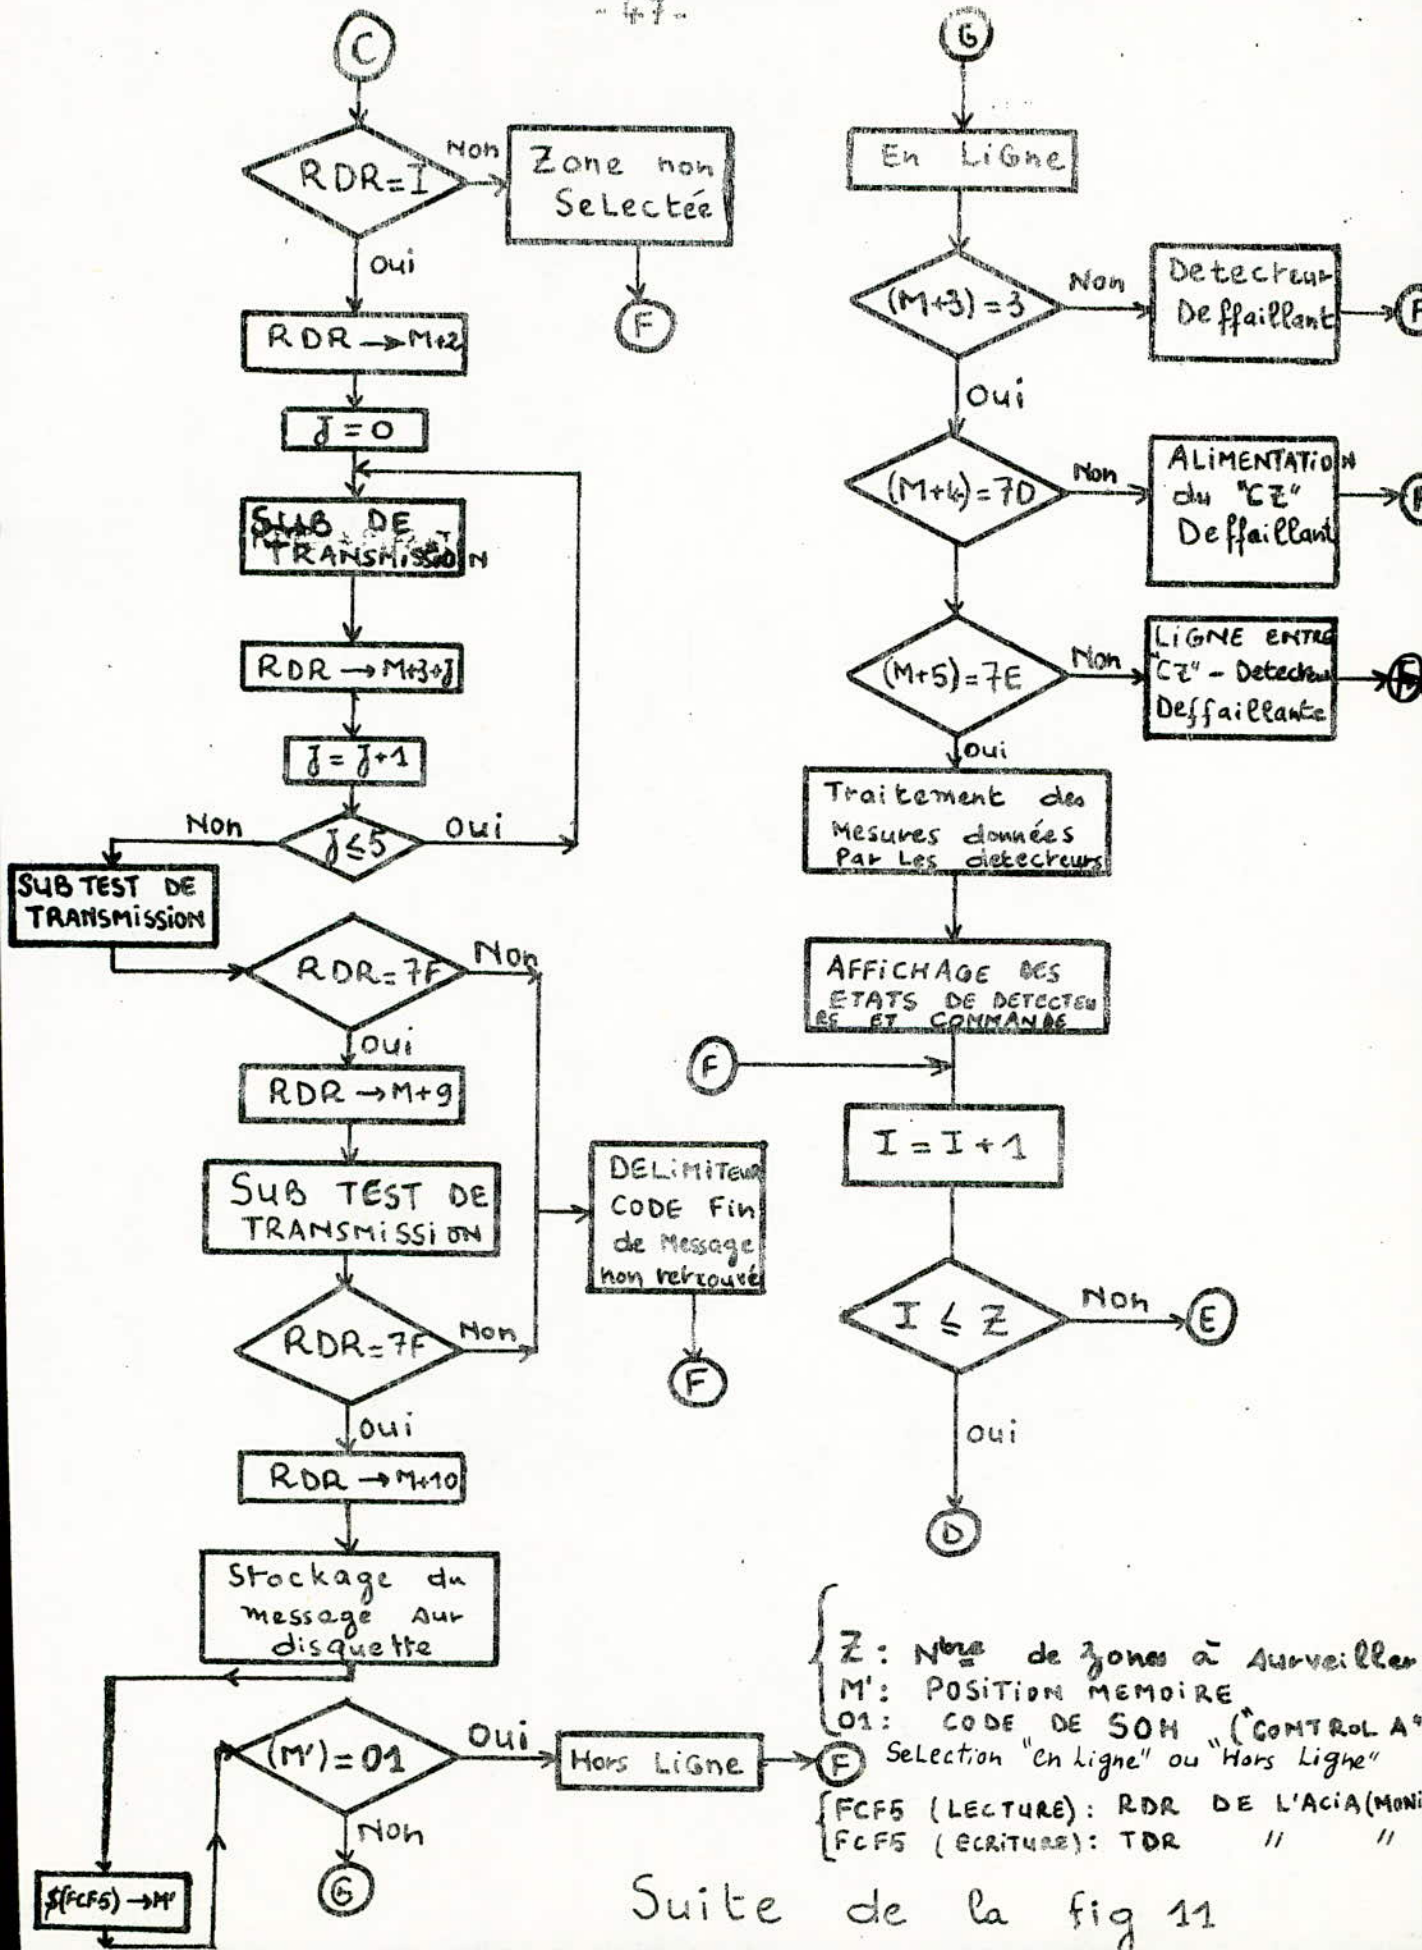 - 47 -
C
RDR=I
Non
Zone non
Selectée
F
Oui
RDR → M+2
J = 0
SUB DE
TRANSMISSION
RDR → M+3+J
J = J+1
J ≤ 5
Non
Oui
SUB TEST DE
TRANSMISSION
RDR=7F
Non
Oui
RDR → M+9
SUB TEST DE
TRANSMISSION
RDR=7F
Non
DELIMITEUR
CODE Fin
de Message
non retrouvé
F
Oui
RDR → M+10
Stockage du
message sur
disquette
(M')=01
Oui
Hors Ligne
F
Non
G
$(FCF5) → M'
G
En Ligne
(M+3)=3
Non
Detecteur
Deffaillant
F
Oui
(M+4)=7D
Non
ALIMENTATION
du "CZ"
Deffaillant
F
(M+5)=7E
Non
LIGNE ENTRE
"CZ" - Detecteur
Deffaillante
F
Oui
Traitement des
Mesures données
Par Les detecteurs
AFFICHAGE DES
ETATS DE DETECTEU
RS ET COMMANDE
F
I = I + 1
I ≤ Z
Non
E
Oui
D
Z : Nbre de zones à surveiller
M' : POSITION MEMOIRE
01 : CODE DE SOH ("CONTROL A"
Selection "en Ligne" ou "Hors Ligne"
FCF5 (LECTURE) : RDR DE L'ACIA (MONI
FCF5 (ECRITURE) : TDR " "
Suite de la fig 11